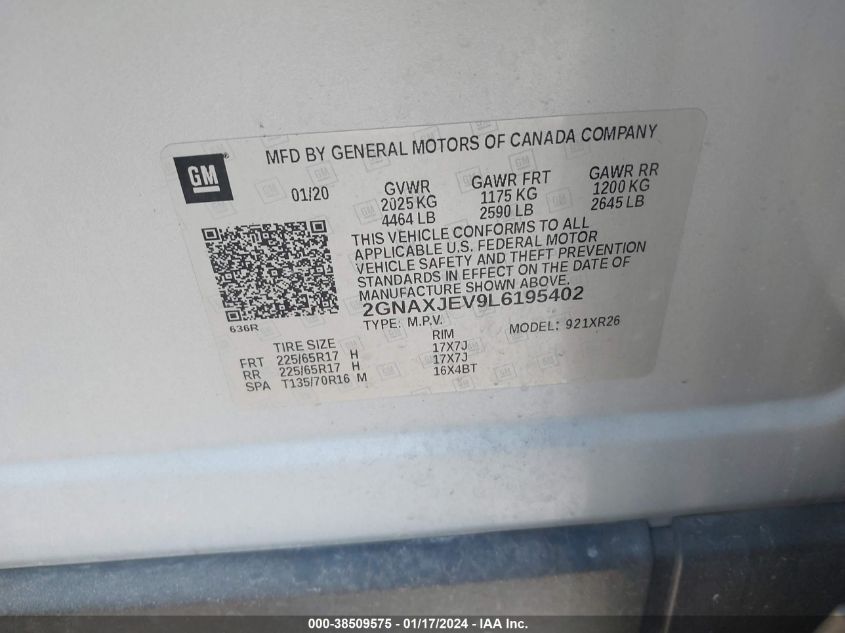 MFD BY GENERAL MOTORS OF CANADA COMPANY
GM
®
01/20
GVWR
2025 KG
4464 LB
GAWR FRT
1175 KG
2590 LB
GAWR RR
1200 KG
2645 LB
THIS VEHICLE CONFORMS TO ALL
APPLICABLE U.S. FEDERAL MOTOR
VEHICLE SAFETY AND THEFT PREVENTION
STANDARDS IN EFFECT ON THE DATE OF
MANUFACTURE SHOWN ABOVE.
2GNAXJEV9L6195402
TYPE: M.P.V. MODEL: 921XR26
636R
TIRE SIZE RIM
FRT 225/65R17 H 17X7J
RR 225/65R17 H 17X7J
SPA T135/70R16 M 16X4BT
000-38509575 - 01/17/2024 - IAA Inc.